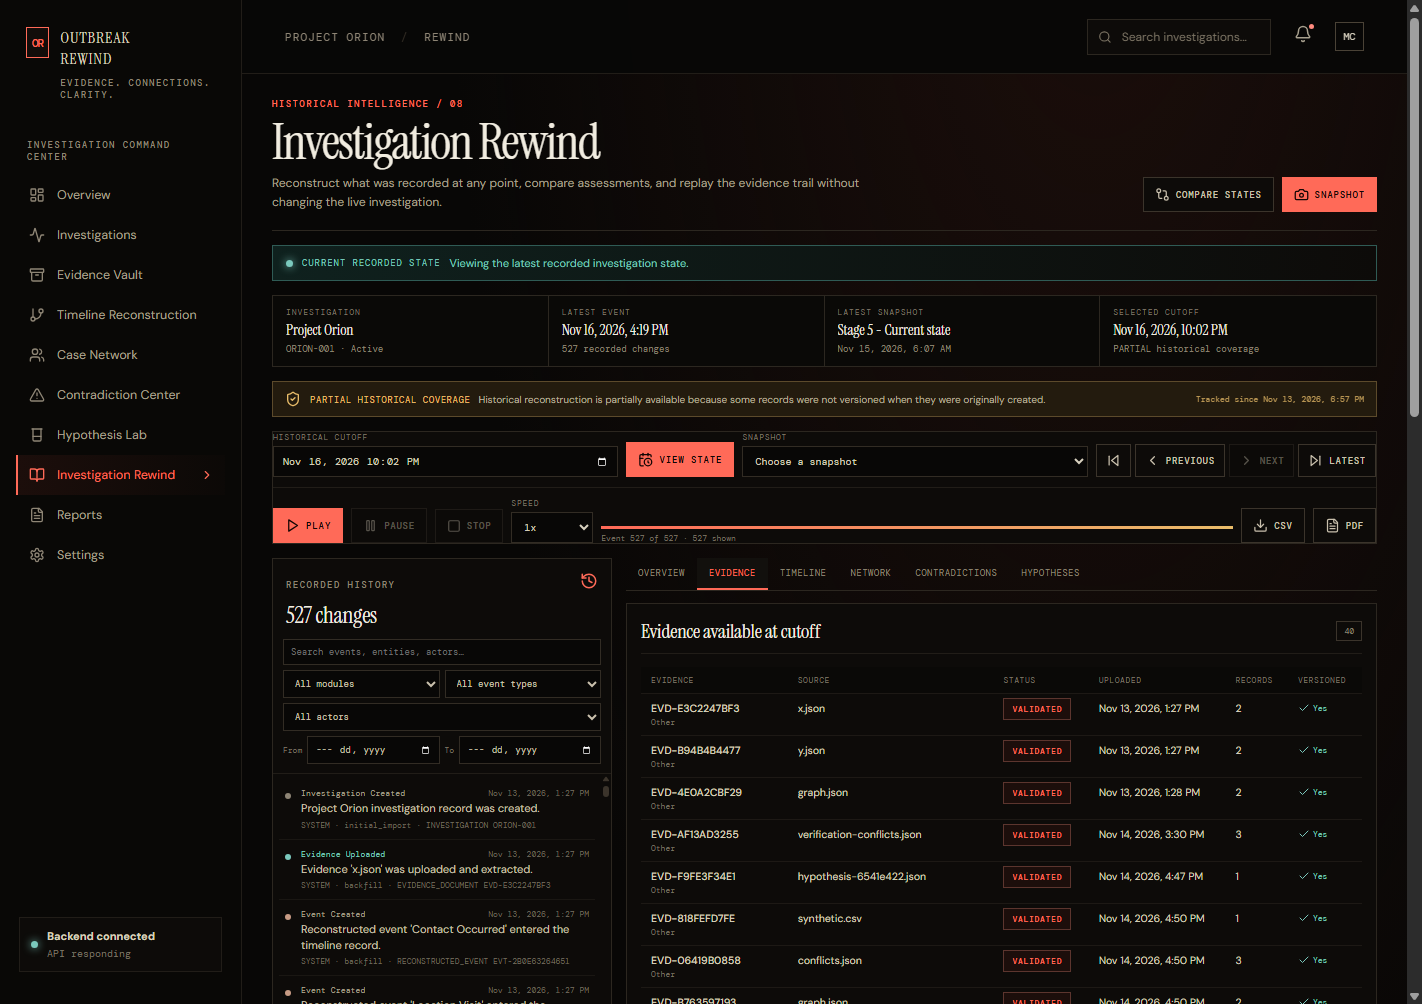 OR
OUTBREAK
REWIND
EVIDENCE. CONNECTIONS.
CLARITY.
INVESTIGATION COMMAND
CENTER
Overview
Investigations
Evidence Vault
Timeline Reconstruction
Case Network
Contradiction Center
Hypothesis Lab
Investigation Rewind
Reports
Settings
Backend connected
API responding
PROJECT ORION / REWIND
Search investigations...
MC
HISTORICAL INTELLIGENCE / 08
Investigation Rewind
Reconstruct what was recorded at any point, compare assessments, and replay the evidence trail without
changing the live investigation.
COMPARE STATES
SNAPSHOT
CURRENT RECORDED STATE Viewing the latest recorded investigation state.
INVESTIGATION
Project Orion
ORION-001 · Active
LATEST EVENT
Nov 16, 2026, 4:19 PM
527 recorded changes
LATEST SNAPSHOT
Stage 5 - Current state
Nov 15, 2026, 6:07 AM
SELECTED CUTOFF
Nov 16, 2026, 10:02 PM
PARTIAL historical coverage
PARTIAL HISTORICAL COVERAGE Historical reconstruction is partially available because some records were not versioned when they were originally created.
Tracked since Nov 13, 2026, 6:57 PM
HISTORICAL CUTOFF
Nov 16, 2026 10:02 PM
VIEW STATE
SNAPSHOT
Choose a snapshot
PREVIOUS
NEXT
LATEST
PLAY
PAUSE
STOP
SPEED
1x
Event 527 of 527 · 527 shown
CSV
PDF
RECORDED HISTORY
527 changes
Search events, entities, actors…
All modules
All event types
All actors
From --- dd, yyyy To --- dd, yyyy
Investigation Created Nov 13, 2026, 1:27 PM
Project Orion investigation record was created.
SYSTEM · initial_import · INVESTIGATION ORION-001
Evidence Uploaded Nov 13, 2026, 1:27 PM
Evidence 'x.json' was uploaded and extracted.
SYSTEM · backfill · EVIDENCE_DOCUMENT EVD-E3C2247BF3
Event Created Nov 13, 2026, 1:27 PM
Reconstructed event 'Contact Occurred' entered the
timeline record.
SYSTEM · backfill · RECONSTRUCTED_EVENT EVT-2B0E63264651
Event Created Nov 13, 2026, 1:27 PM
Reconstructed event 'Location Visit' entered the
OVERVIEW
EVIDENCE
TIMELINE
NETWORK
CONTRADICTIONS
HYPOTHESES
Evidence available at cutoff
40
EVIDENCE SOURCE STATUS UPLOADED RECORDS VERSIONED
EVD-E3C2247BF3 x.json VALIDATED Nov 13, 2026, 1:27 PM 2 Yes
Other
EVD-B94B4B4477 y.json VALIDATED Nov 13, 2026, 1:27 PM 2 Yes
Other
EVD-4E0A2CBF29 graph.json VALIDATED Nov 13, 2026, 1:28 PM 2 Yes
Other
EVD-AF13AD3255 verification-conflicts.json VALIDATED Nov 14, 2026, 3:30 PM 3 Yes
Other
EVD-F9FE3F34E1 hypothesis-6541e422.json VALIDATED Nov 14, 2026, 4:47 PM 1 Yes
Other
EVD-818FEFD7FE synthetic.csv VALIDATED Nov 14, 2026, 4:50 PM 1 Yes
Other
EVD-06419B0858 conflicts.json VALIDATED Nov 14, 2026, 4:50 PM 3 Yes
Other
EVD-B763597193 graph.json VALIDATED Nov 14, 2026, 4:50 PM 2 Yes